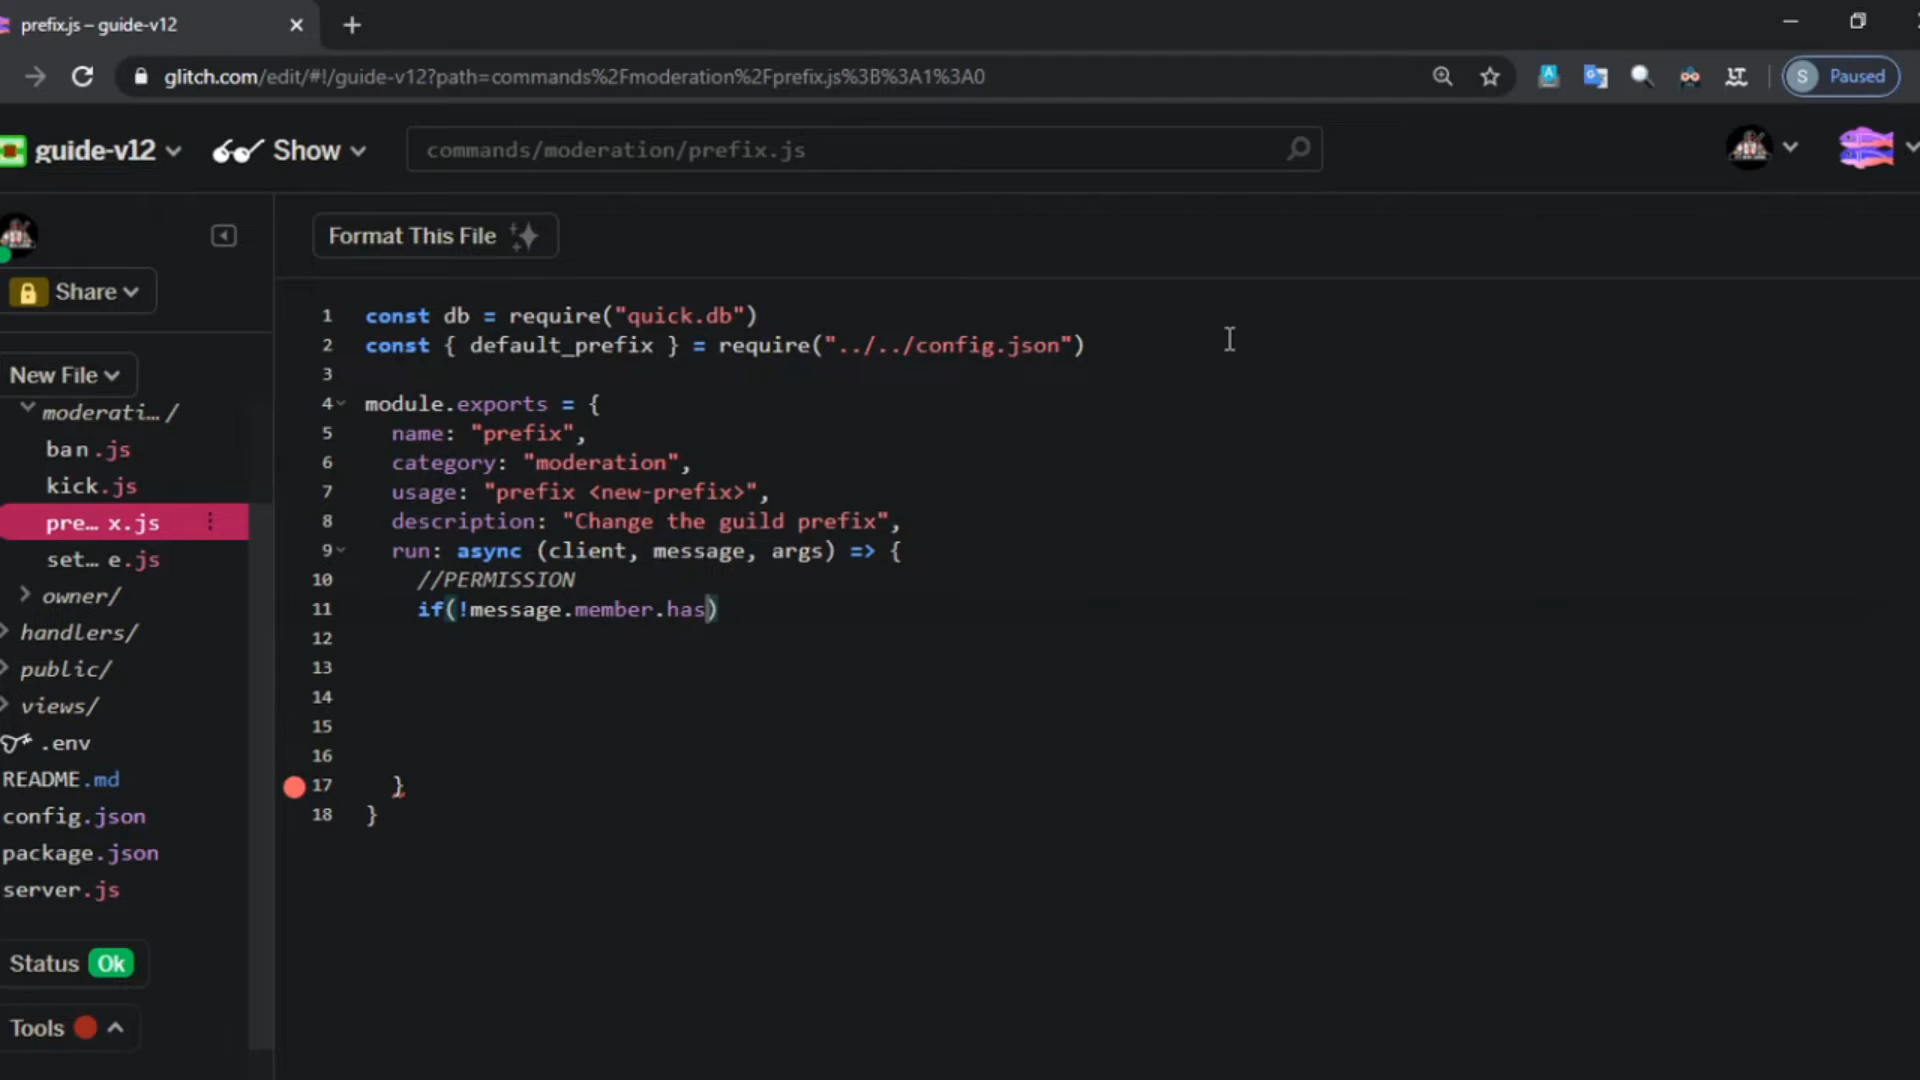 prefix.js – guide-v12
glitch.com/edit/#!/guide-v12?path=commands%2Fmoderation%2Fprefix.js%3B%3A1%3A0
S Paused
guide-v12
Show
commands/moderation/prefix.js
Format This File
Share
New File
moderati… /
ban.js
kick.js
pre… x.js
set… e.js
owner/
handlers/
public/
views/
.env
README.md
config.json
package.json
server.js
Status Ok
Tools
1 const db = require("quick.db")
2 const { default_prefix } = require("../../config.json")
3
4 module.exports = {
5 name: "prefix",
6 category: "moderation",
7 usage: "prefix <new-prefix>",
8 description: "Change the guild prefix",
9 run: async (client, message, args) => {
10 //PERMISSION
11 if(!message.member.has)
12
13
14
15
16
17 }
18 }